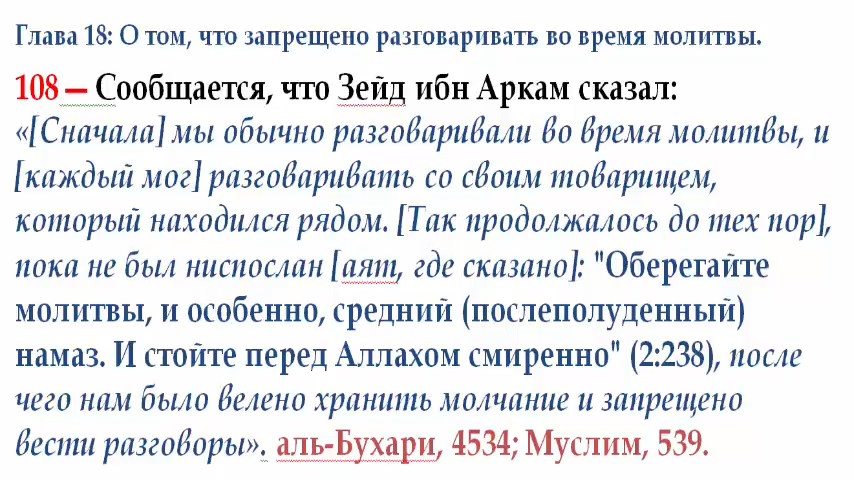 Глава 18: О том, что запрещено разговаривать во время молитвы.
108 — Сообщается, что Зейд ибн Аркам сказал:
«[Сначала] мы обычно разговаривали во время молитвы, и
[каждый мог] разговаривать со своим товарищем,
который находился рядом. [Так продолжалось до тех пор],
пока не был ниспослан [аят, где сказано]: "Оберегайте
молитвы, и особенно, средний (послеполуденный)
намаз. И стойте перед Аллахом смиренно" (2:238), после
чего нам было велено хранить молчание и запрещено
вести разговоры». аль-Бухари, 4534; Муслим, 539.